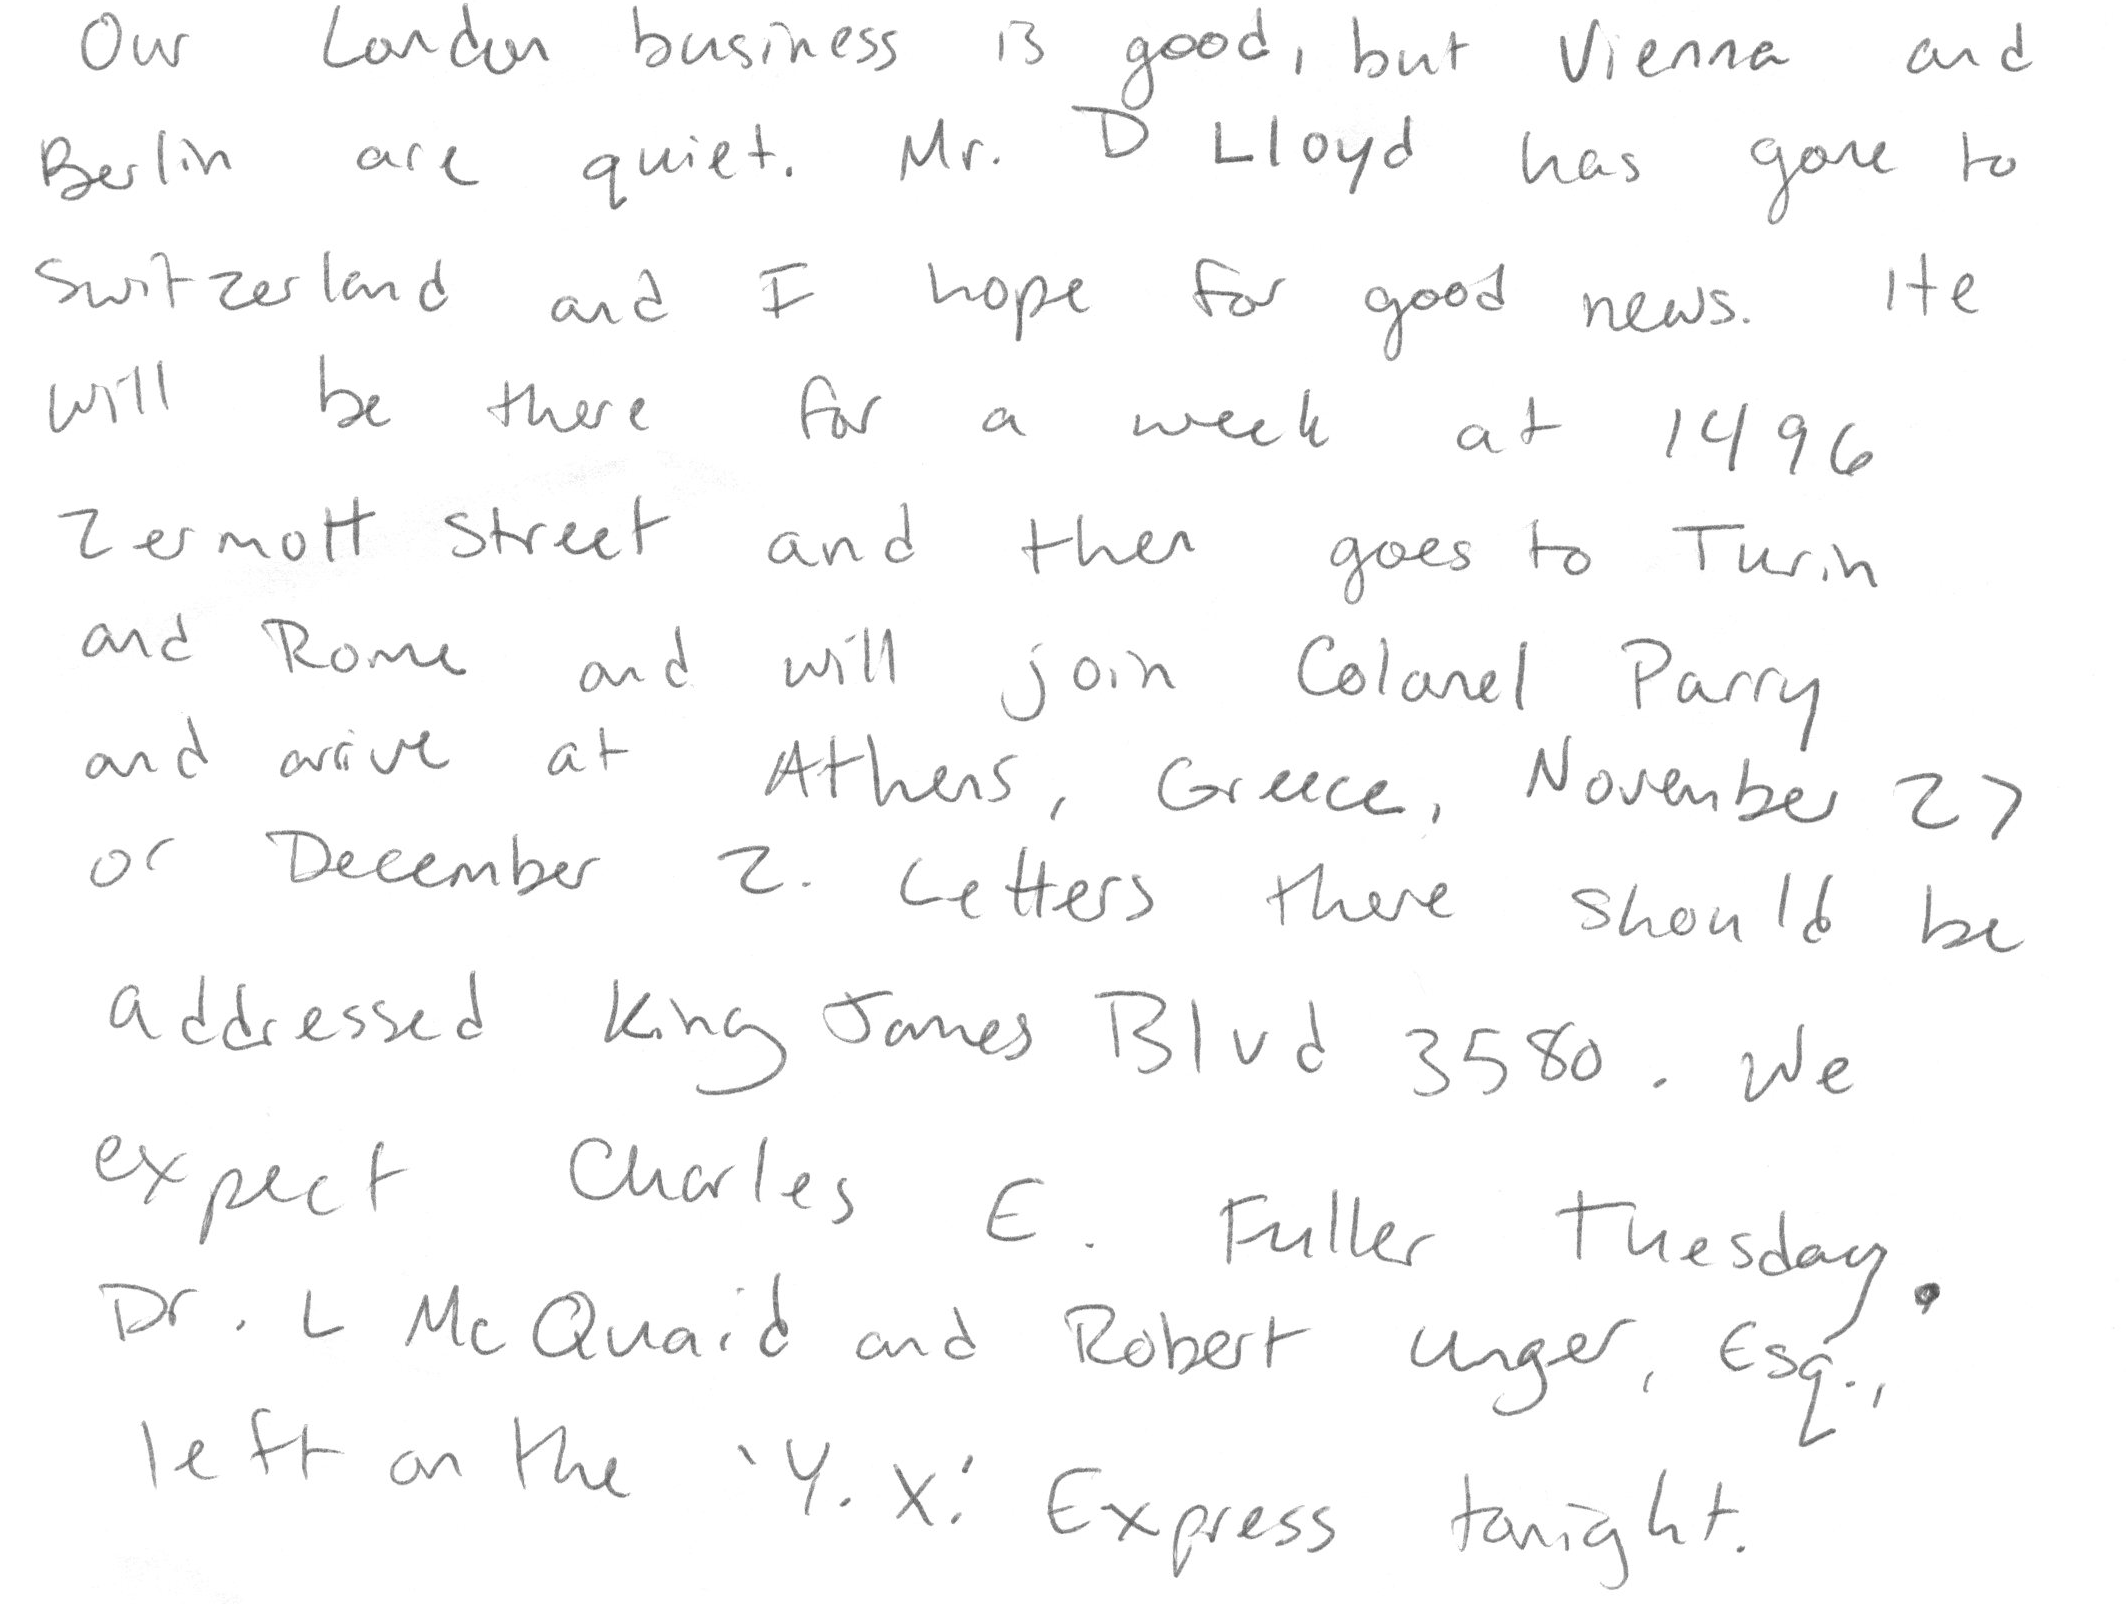 Our London business is good, but Vienna and
Berlin are quiet. Mr. D Lloyd has gone to
Switzerland and I hope for good news. He
will be there for a week at 1496
Zermott Street and then goes to Turin
and Rome and will join Colonel Parry
and arrive at Athens, Greece, November 27
or December 2. Letters there should be
addressed King James Blvd 3580. We
expect Charles E. Fuller Tuesday.
Dr. L McQuaid and Robert Unger, Esq.,
left on the 'Y. X.' Express tonight.